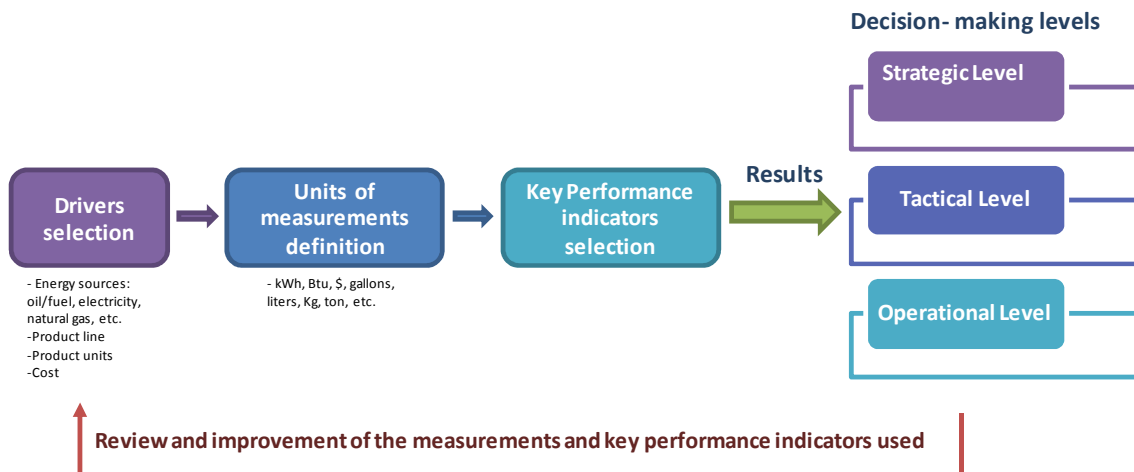 Decision- making levels
Strategic Level
Drivers
selection
Units of
measurements
definition
Key Performance
indicators
selection
Results
Tactical Level
- Energy sources:
oil/fuel, electricity,
natural gas, etc.
-Product line
-Product units
-Cost
- kWh, Btu, $, gallons,
liters, Kg, ton, etc.
Operational Level
Review and improvement of the measurements and key performance indicators used